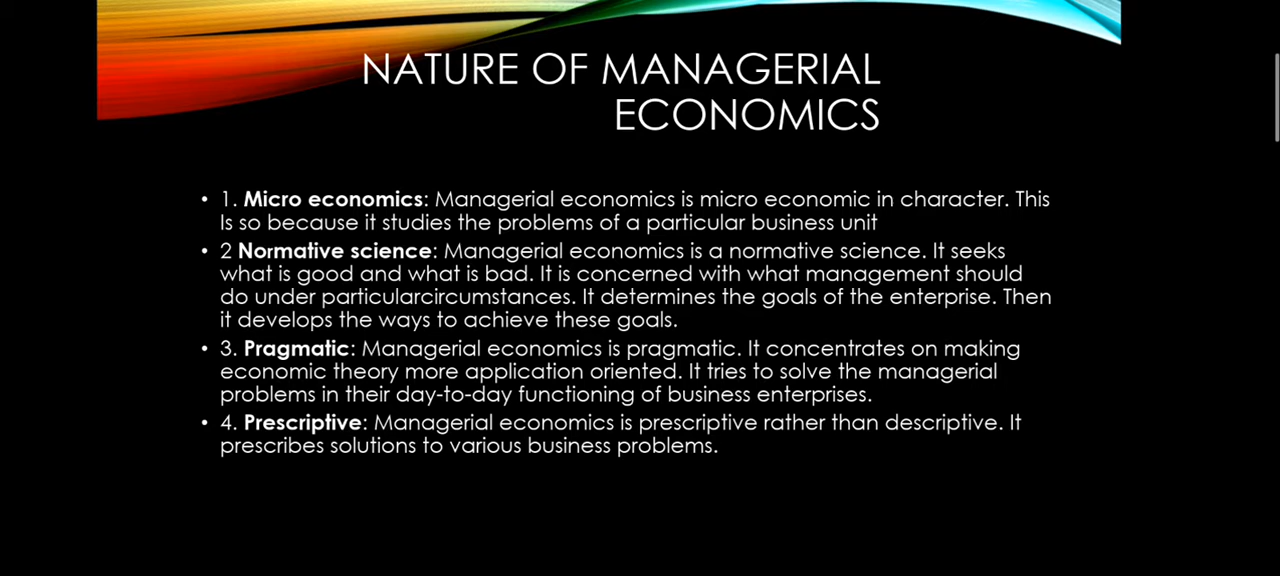 NATURE OF MANAGERIAL
ECONOMICS
• 1. Micro economics: Managerial economics is micro economic in character. This
Is so because it studies the problems of a particular business unit
• 2 Normative science: Managerial economics is a normative science. It seeks
what is good and what is bad. It is concerned with what management should
do under particularcircumstances. It determines the goals of the enterprise. Then
it develops the ways to achieve these goals.
• 3. Pragmatic: Managerial economics is pragmatic. It concentrates on making
economic theory more application oriented. It tries to solve the managerial
problems in their day-to-day functioning of business enterprises.
• 4. Prescriptive: Managerial economics is prescriptive rather than descriptive. It
prescribes solutions to various business problems.